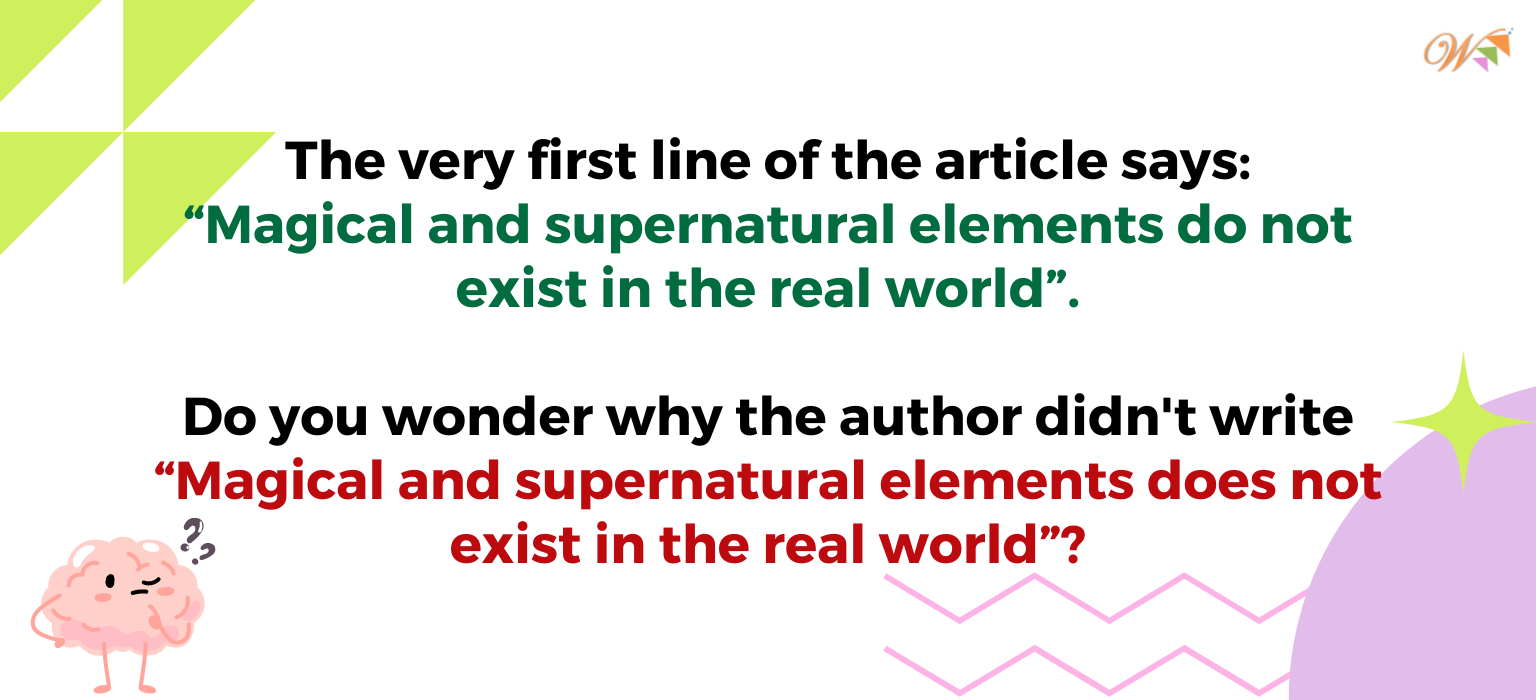 W
The very first line of the article says:
“Magical and supernatural elements do not
exist in the real world”.
Do you wonder why the author didn't write
“Magical and supernatural elements does not
exist in the real world”?
??